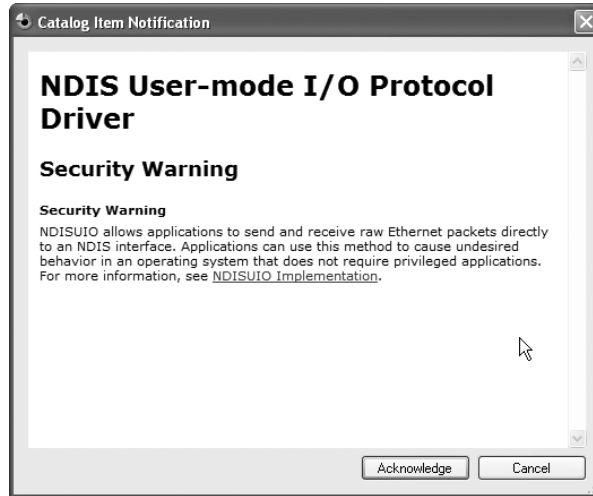 Catalog Item Notification
NDIS User-mode I/O Protocol
Driver
Security Warning
Security Warning
NDISUIO allows applications to send and receive raw Ethernet packets directly
to an NDIS interface. Applications can use this method to cause undesired
behavior in an operating system that does not require privileged applications.
For more information, see NDISUIO Implementation.
Acknowledge
Cancel